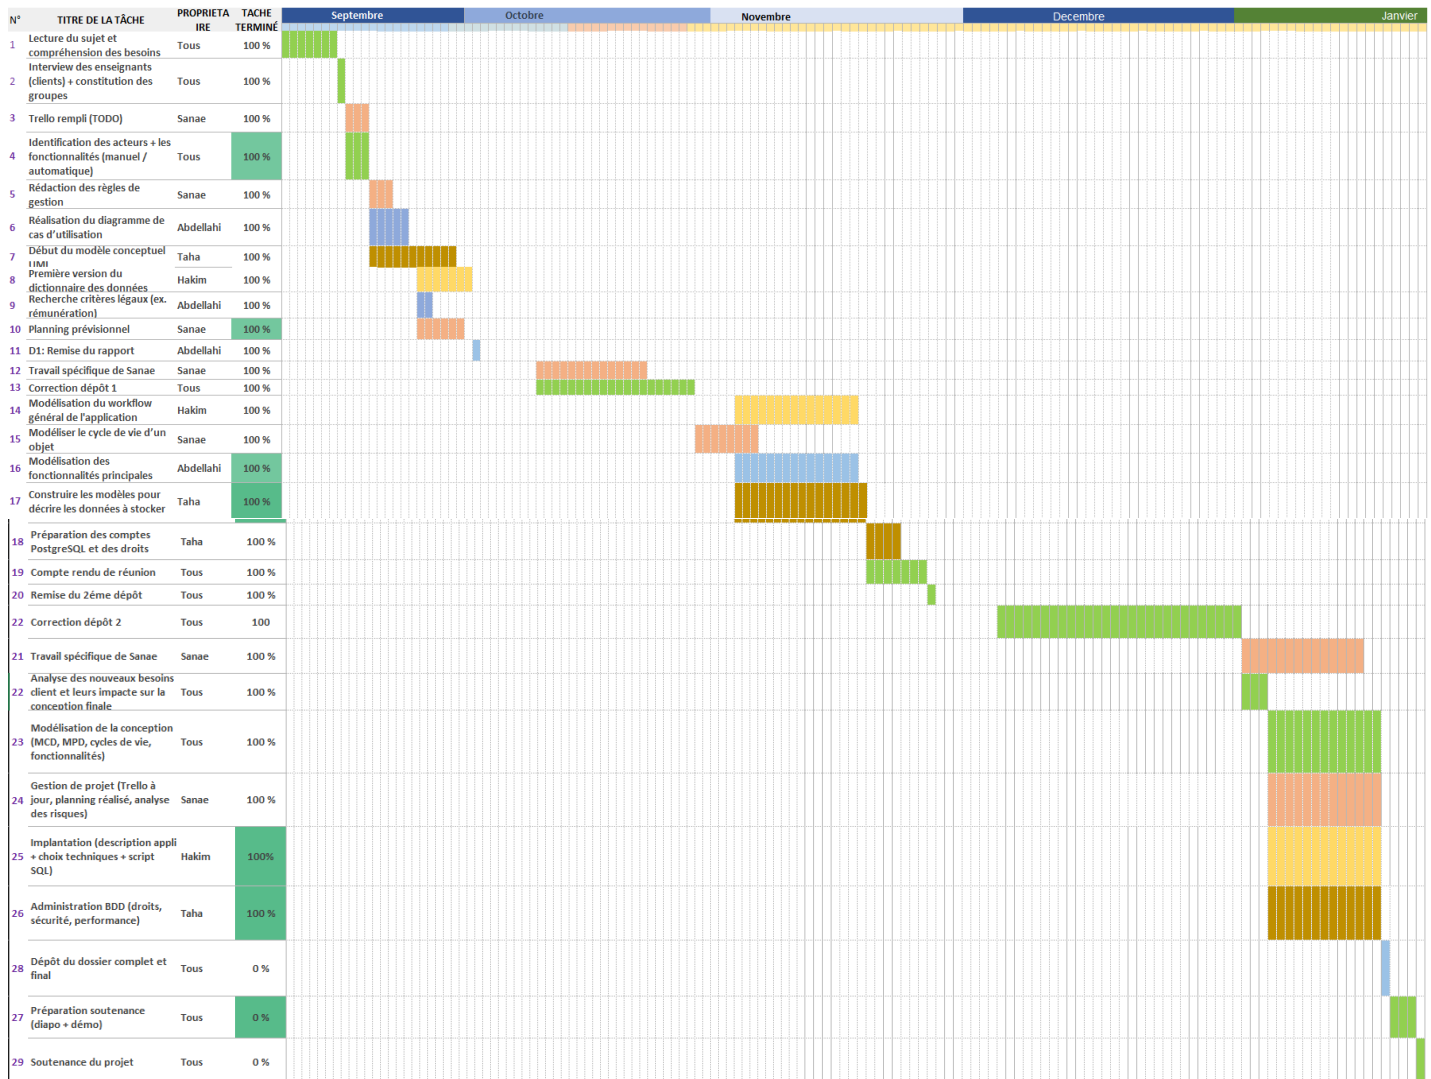 Septembre Octobre Novembre Decembre Janvier
N° TITRE DE LA TÂCHE PROPRIETA TACHE
IRE TERMINÉ
1 Lecture du sujet et Tous 100 %
compréhension des besoins
Interview des enseignants
2 (clients) + constitution des Tous 100 %
groupes
3 Trello rempli (TODO) Sanae 100 %
Identification des acteurs + les
4 fonctionnalités (manuel / Tous 100 %
automatique)
5 Rédaction des règles de Sanae 100 %
gestion
6 Réalisation du diagramme de Abdellahi 100 %
cas d'utilisation
7 Début du modèle conceptuel Taha 100 %
UML
8 Première version du Hakim 100 %
dictionnaire des données
9 Recherche critères légaux (ex. Abdellahi 100 %
rémunération)
10 Planning prévisionnel Sanae 100 %
11 D1: Remise du rapport Abdellahi 100 %
12 Travail spécifique de Sanae Sanae 100 %
13 Correction dépôt 1 Tous 100 %
14 Modélisation du workflow Hakim 100 %
général de l'application
15 Modéliser le cycle de vie d'un Sanae 100 %
objet
16 Modélisation des Abdellahi 100 %
fonctionnalités principales
17 Construire les modèles pour Taha 100 %
décrire les données à stocker
18 Préparation des comptes Taha 100 %
PostgreSQL et des droits
19 Compte rendu de réunion Tous 100 %
20 Remise du 2éme dépôt Tous 100 %
22 Correction dépôt 2 Tous 100
21 Travail spécifique de Sanae Sanae 100 %
Analyse des nouveaux besoins
22 client et leurs impacte sur la Tous 100 %
conception finale
Modélisation de la conception
23 (MCD, MPD, cycles de vie, Tous 100 %
fonctionnalités)
Gestion de projet (Trello à
24 jour, planning réalisé, analyse Sanae 100 %
des risques)
Implantation (description appli
25 + choix techniques + script Hakim 100%
SQL)
26 Administration BDD (droits, Taha 100 %
sécurité, performance)
28 Dépôt du dossier complet et Tous 0 %
final
27 Préparation soutenance Tous 0 %
(diapo + démo)
29 Soutenance du projet Tous 0 %